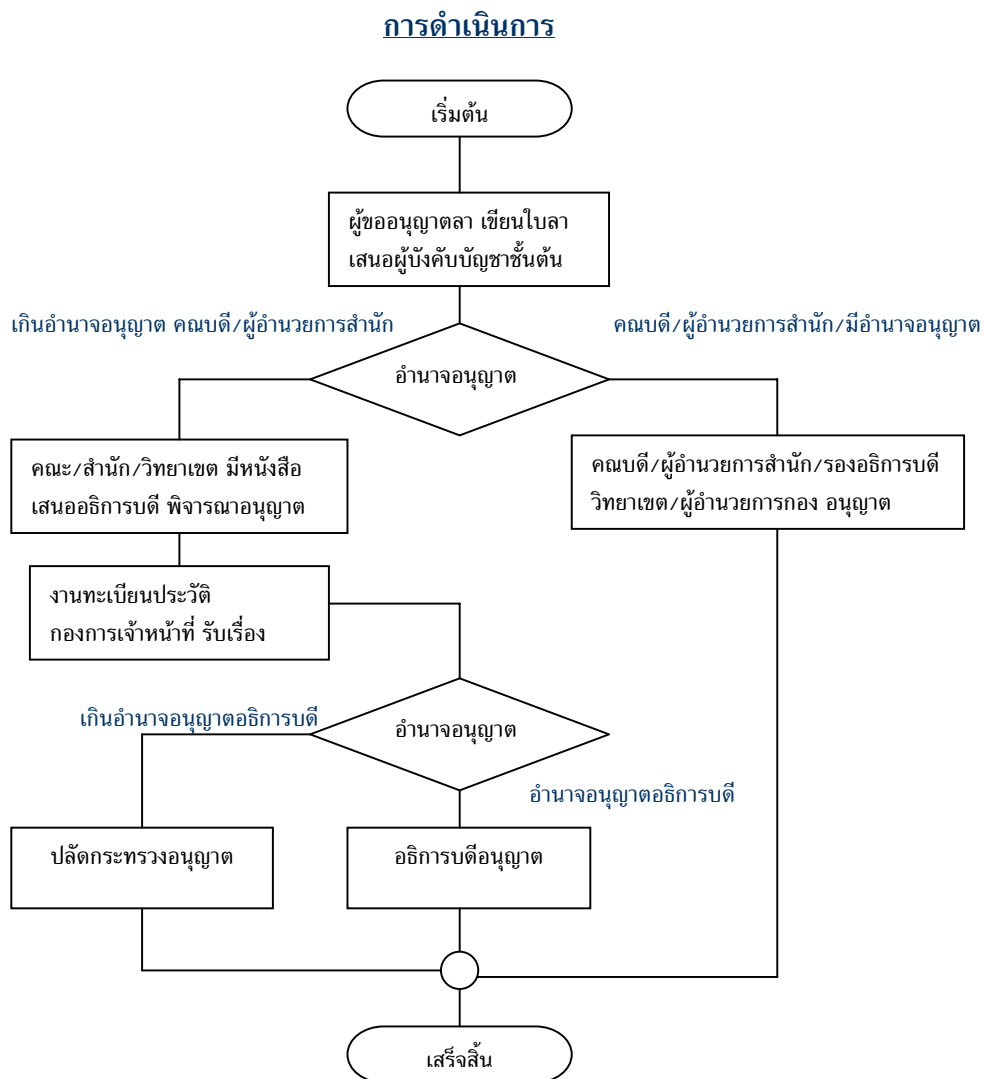 การดำเนินการ
เริ่มต้น
ผู้ขออนุญาตลา เขียนใบลา
เสนอผู้บังคับบัญชาชั้นต้น
เกินอำนาจอนุญาต คณบดี/ผู้อำนวยการสำนัก
คณบดี/ผู้อำนวยการสำนัก/มีอำนาจอนุญาต
อำนาจอนุญาต
คณะ/สำนัก/วิทยาเขต มีหนังสือ
เสนออธิการบดี พิจารณาอนุญาต
คณบดี/ผู้อำนวยการสำนัก/รองอธิการบดี
วิทยาเขต/ผู้อำนวยการกอง อนุญาต
งานทะเบียนประวัติ
กองการเจ้าหน้าที่ รับเรื่อง
เกินอำนาจอนุญาตอธิการบดี
อำนาจอนุญาต
อำนาจอนุญาตอธิการบดี
ปลัดกระทรวงอนุญาต
อธิการบดีอนุญาต
เสร็จสิ้น